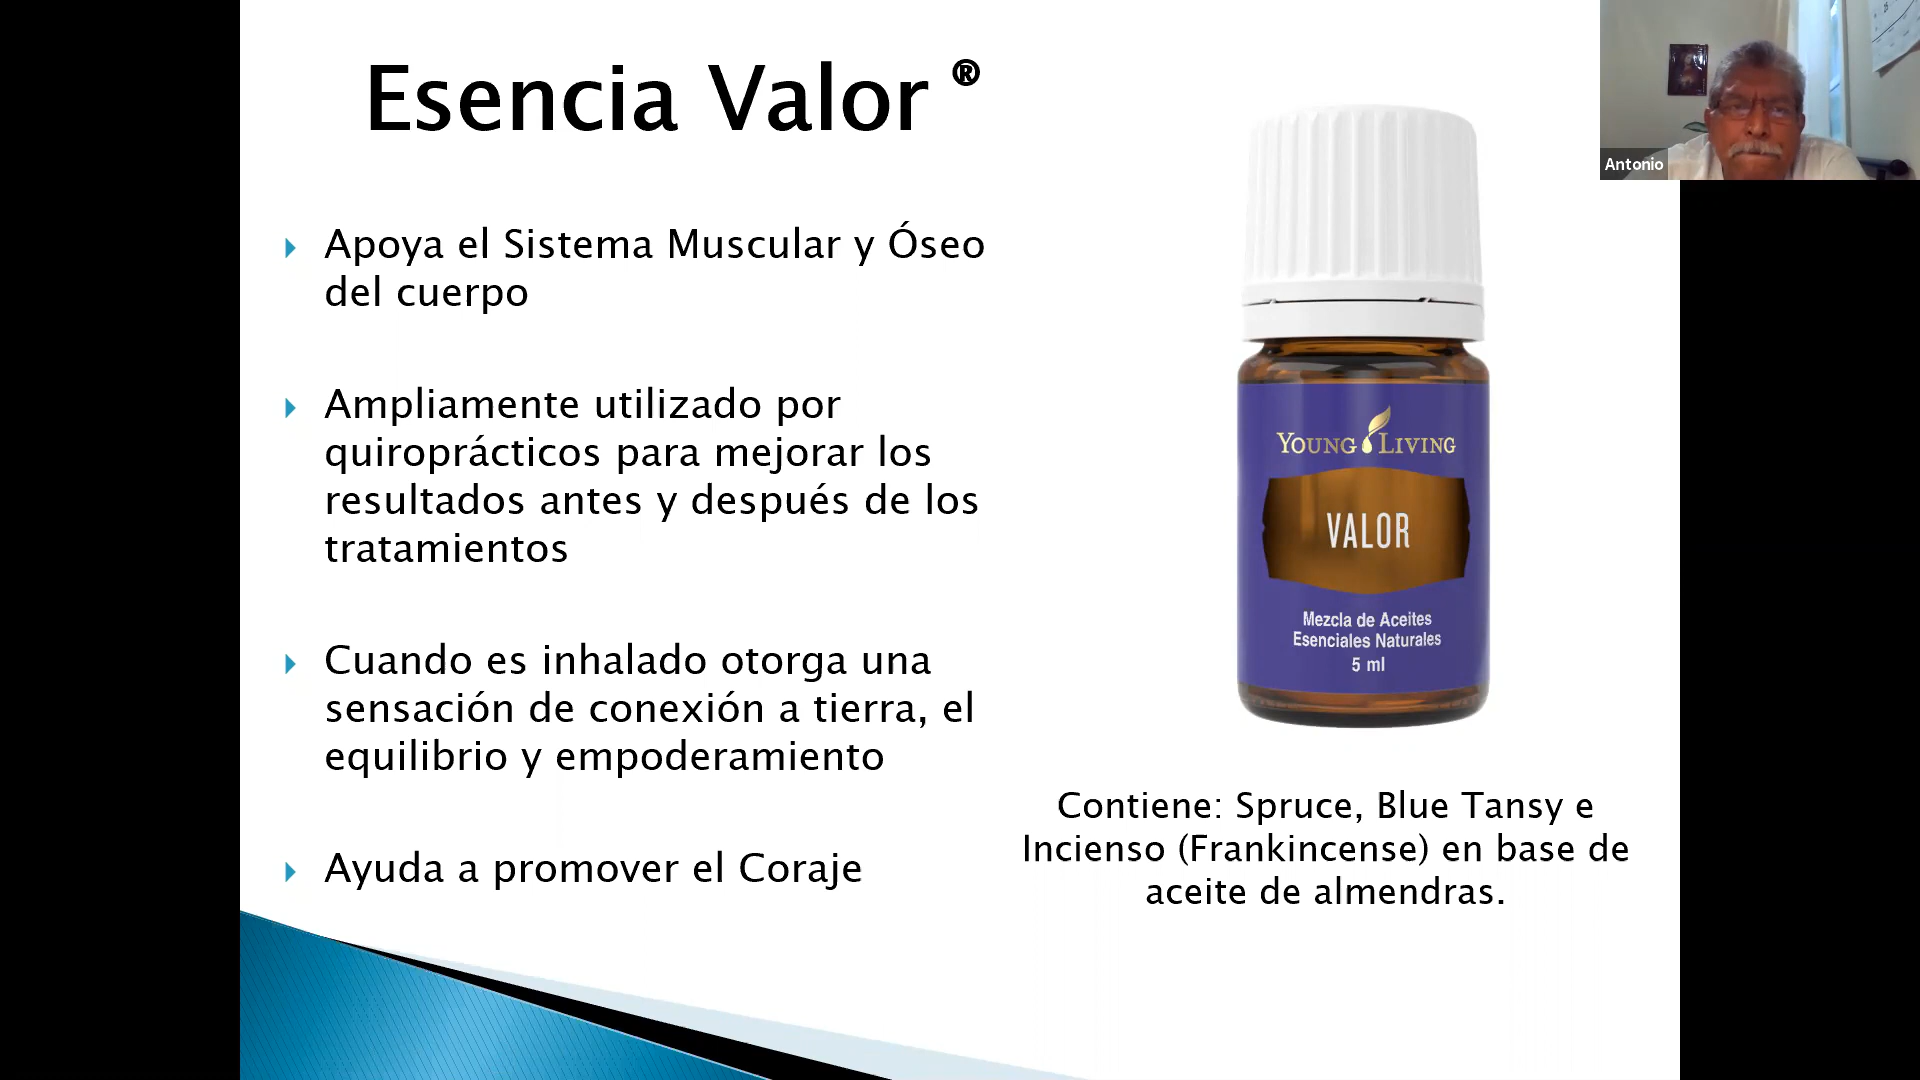 Esencia Valor ®
Apoya el Sistema Muscular y Óseo
del cuerpo
Ampliamente utilizado por
quiroprácticos para mejorar los
resultados antes y después de los
tratamientos
Cuando es inhalado otorga una
sensación de conexión a tierra, el
equilibrio y empoderamiento
Ayuda a promover el Coraje
YOUNG LIVING
VALOR
Mezcla de Aceites
Esenciales Naturales
5 ml
Contiene: Spruce, Blue Tansy e
Incienso (Frankincense) en base de
aceite de almendras.
Antonio